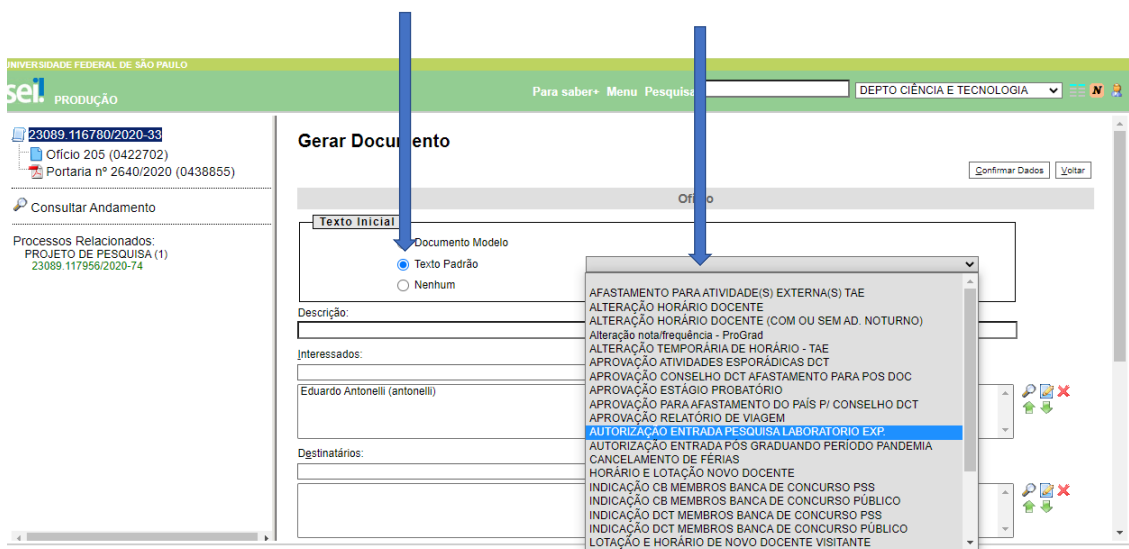 UNIVERSIDADE FEDERAL DE SÃO PAULO
sei. PRODUÇÃO
Para saber+ Menu Pesquisa
DEPTO CIÊNCIA E TECNOLOGIA
N
23089.116780/2020-33
Ofício 205 (0422702)
Portaria nº 2640/2020 (0438855)
Consultar Andamento
Processos Relacionados:
PROJETO DE PESQUISA (1)
23089.117956/2020-74
Gerar Documento
Confirmar Dados
Voltar
Texto Inicial
Documento Modelo
Texto Padrão
Nenhum
Descrição:
Interessados:
Eduardo Antonelli (antonelli)
Destinatários:
AFASTAMENTO PARA ATIVIDADE(S) EXTERNA(S) TAE
ALTERAÇÃO HORÁRIO DOCENTE
ALTERAÇÃO HORÁRIO DOCENTE (COM OU SEM AD. NOTURNO)
Alteração nota/frequência - ProGrad
ALTERAÇÃO TEMPORÁRIA DE HORÁRIO - TAE
APROVAÇÃO ATIVIDADES ESPORÁDICAS DCT
APROVAÇÃO CONSELHO DCT AFASTAMENTO PARA POS DOC
APROVAÇÃO ESTÁGIO PROBATÓRIO
APROVAÇÃO PARA AFASTAMENTO DO PAÍS P/ CONSELHO DCT
APROVAÇÃO RELATÓRIO DE VIAGEM
AUTORIZAÇÃO ENTRADA PESQUISA LABORATORIO EXP.
AUTORIZAÇÃO ENTRADA PÓS GRADUANDO PERÍODO PANDEMIA
CANCELAMENTO DE FÉRIAS
HORÁRIO E LOTAÇÃO NOVO DOCENTE
INDICAÇÃO CB MEMBROS BANCA DE CONCURSO PSS
INDICAÇÃO CB MEMBROS BANCA DE CONCURSO PÚBLICO
INDICAÇÃO DCT MEMBROS BANCA DE CONCURSO PSS
INDICAÇÃO DCT MEMBROS BANCA DE CONCURSO PÚBLICO
LOTAÇÃO E HORÁRIO DE NOVO DOCENTE VISITANTE